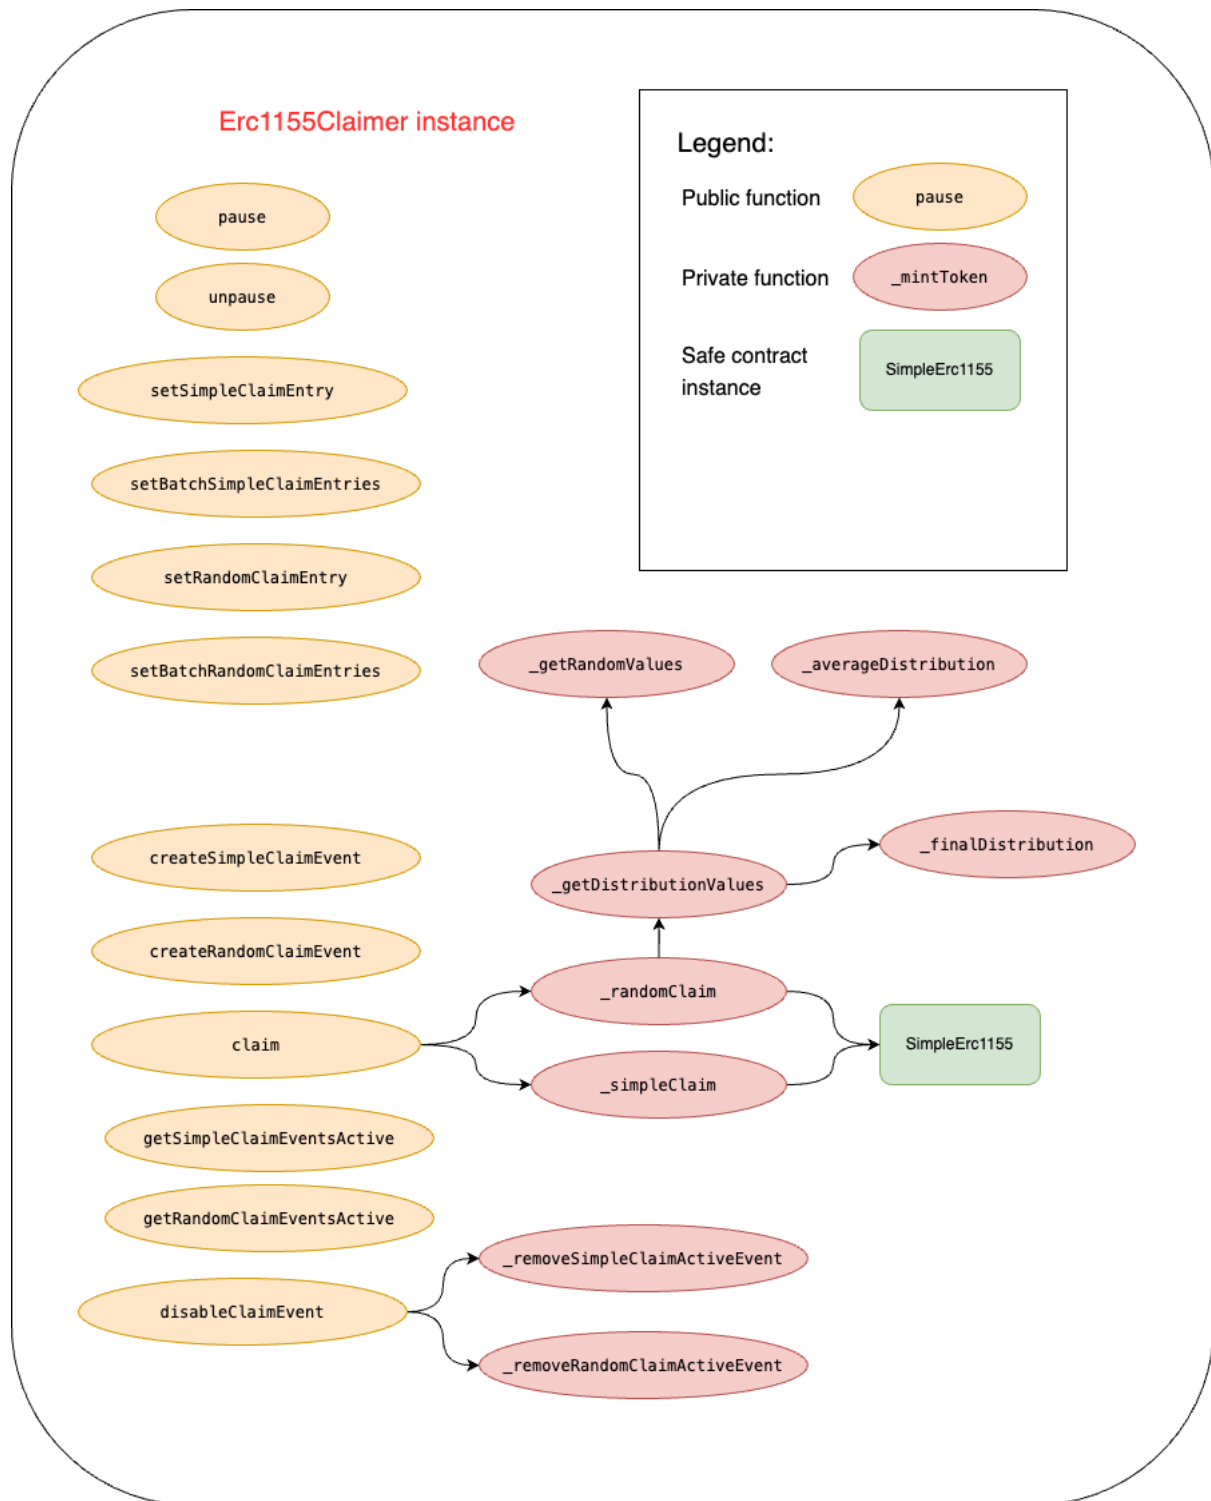 Erc1155Claimer instance
Legend:
Public function
pause
Private function
_mintToken
Safe contract
instance
SimpleErc1155
pause
unpause
setSimpleClaimEntry
setBatchSimpleClaimEntries
setRandomClaimEntry
setBatchRandomClaimEntries
_getRandomValues
_averageDistribution
createSimpleClaimEvent
_getDistributionValues
_finalDistribution
createRandomClaimEvent
_randomClaim
claim
_simpleClaim
SimpleErc1155
getSimpleClaimEventsActive
getRandomClaimEventsActive
_removeSimpleClaimActiveEvent
disableClaimEvent
_removeRandomClaimActiveEvent